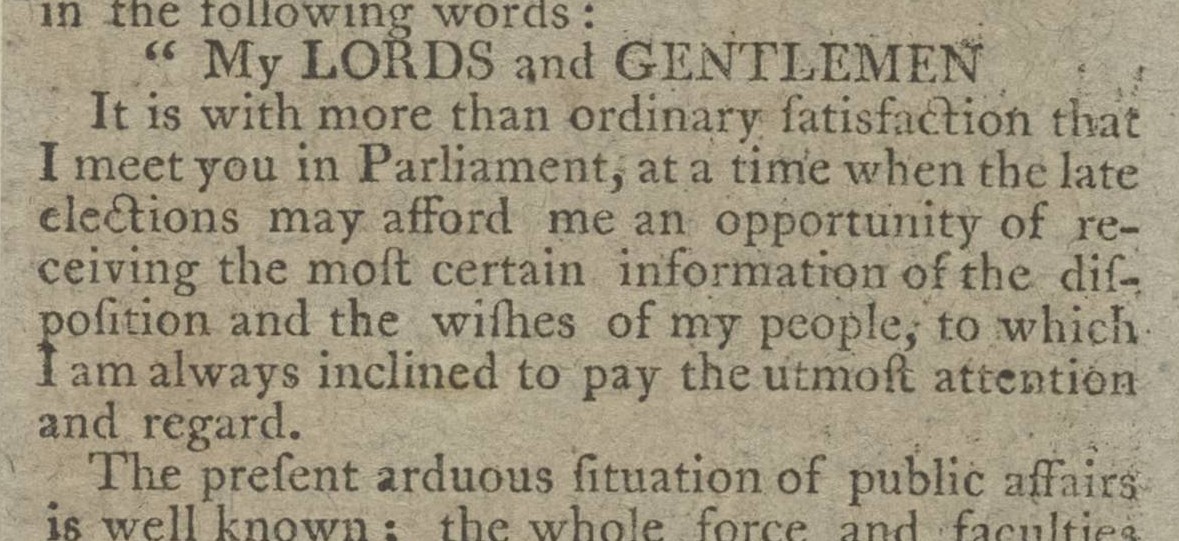 in the following words:
“ My LORDS and GENTLEMEN
It is with more than ordinary ſatisfaction that
I meet you in Parliament, at a time when the late
elections may afford me an opportunity of re-
ceiving the moſt certain information of the diſ-
poſition and the wiſhes of my people, to which
I am always inclined to pay the utmoſt attention
and regard.
The preſent arduous ſituation of public affairs
is well known: the whole force and faculties